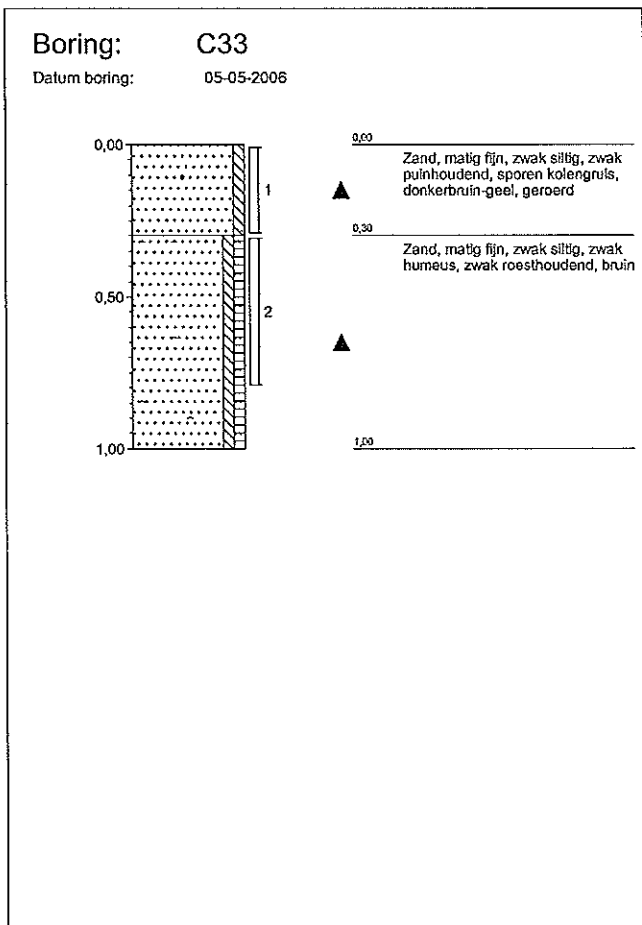 Boring: C33
Datum boring: 05-05-2006
0,00
0,50
1,00
1
2
0,00
Zand, matig fijn, zwak siltig, zwak
puinhoudend, sporen kolengruis,
donkerbruin-geel, geroerd
0,30
Zand, matig fijn, zwak siltig, zwak
humeus, zwak roesthoudend, bruin
1,00